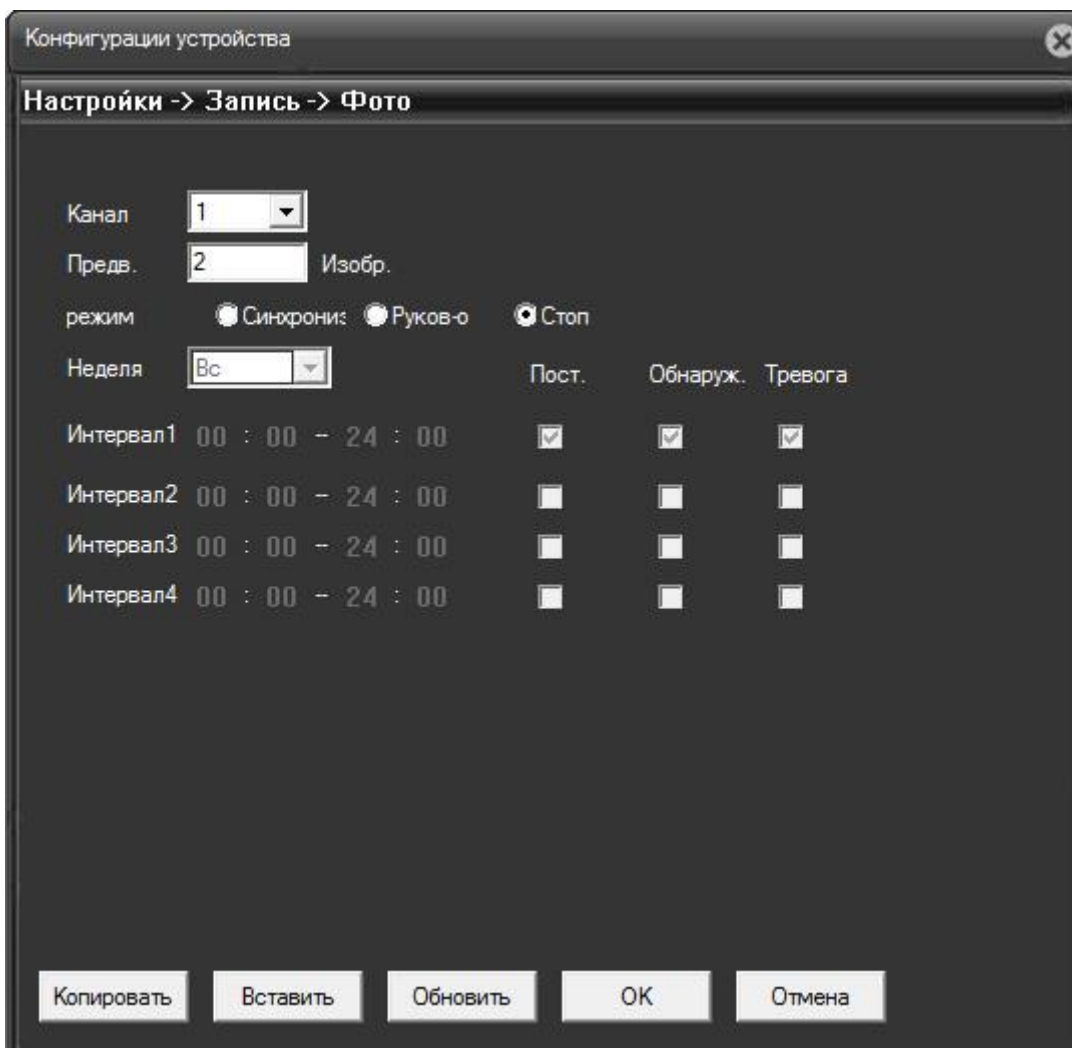 Конфигурации устройства
Настройки -> Запись -> Фото
Канал 1
Предв. 2 Изобр.
режим Синхрониз Руков-о Стоп
Неделя Вс Пост. Обнаруж. Тревога
Интервал1 00 : 00 - 24 : 00
Интервал2 00 : 00 - 24 : 00
Интервал3 00 : 00 - 24 : 00
Интервал4 00 : 00 - 24 : 00
Копировать Вставить Обновить OK Отмена